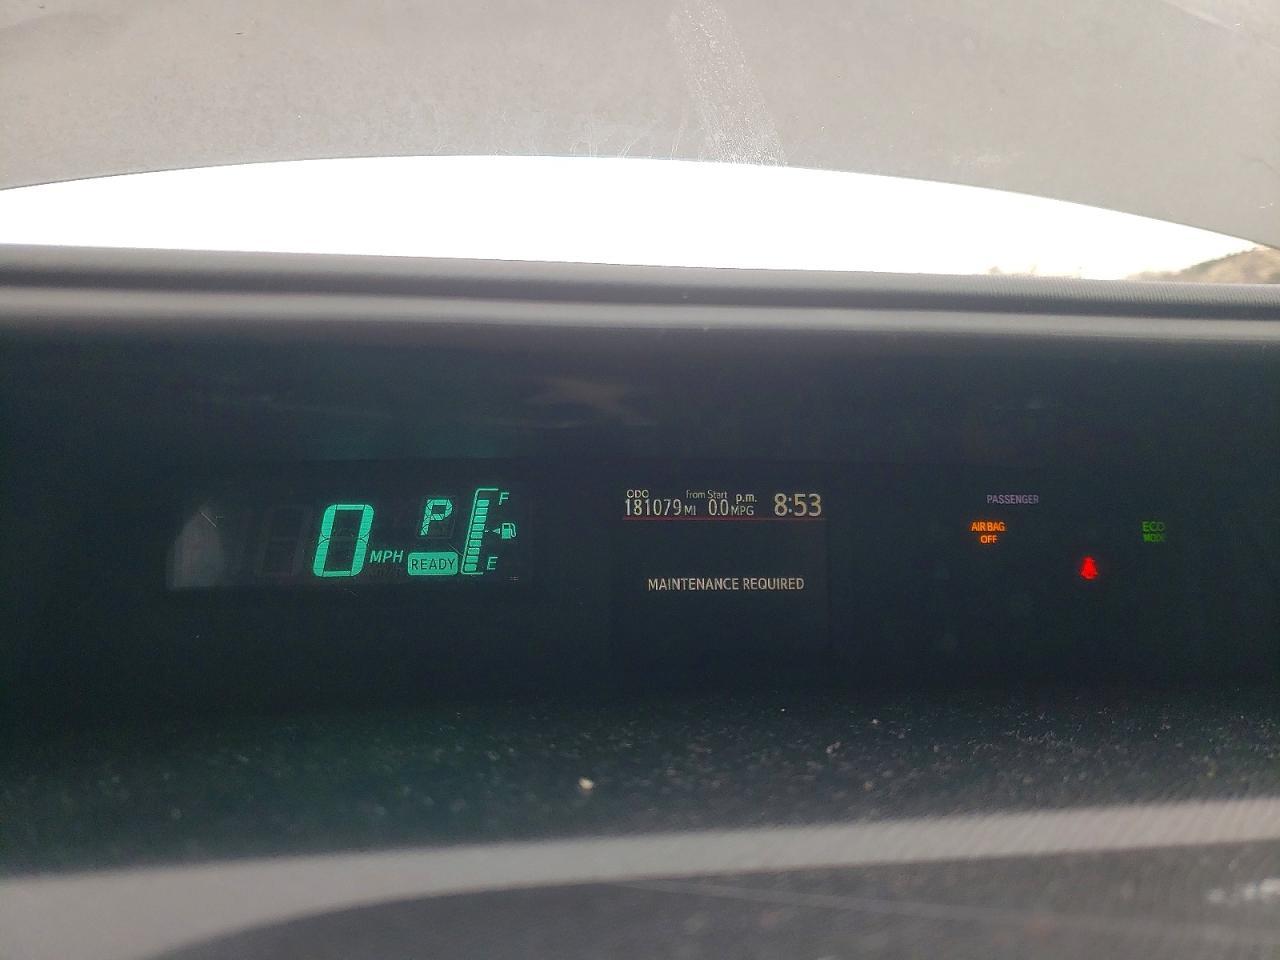 0 MPH
P
READY
F
E
ODO From Start p.m.
181079 MI 0.0 MPG 8:53
MAINTENANCE REQUIRED
PASSENGER
AIR BAG
OFF
ECO
MODE